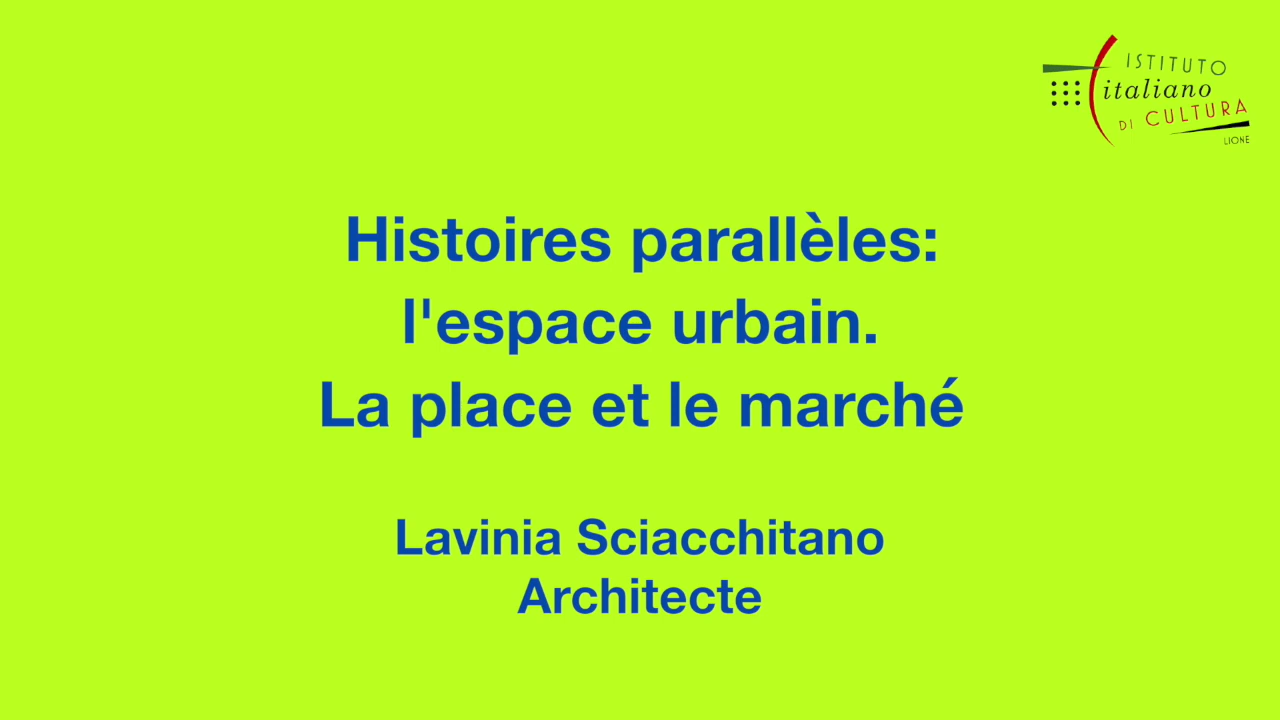 ISTITUTO
italiano
DI CULTURA
LIONE
Histoires parallèles:
l'espace urbain.
La place et le marché
Lavinia Sciacchitano
Architecte